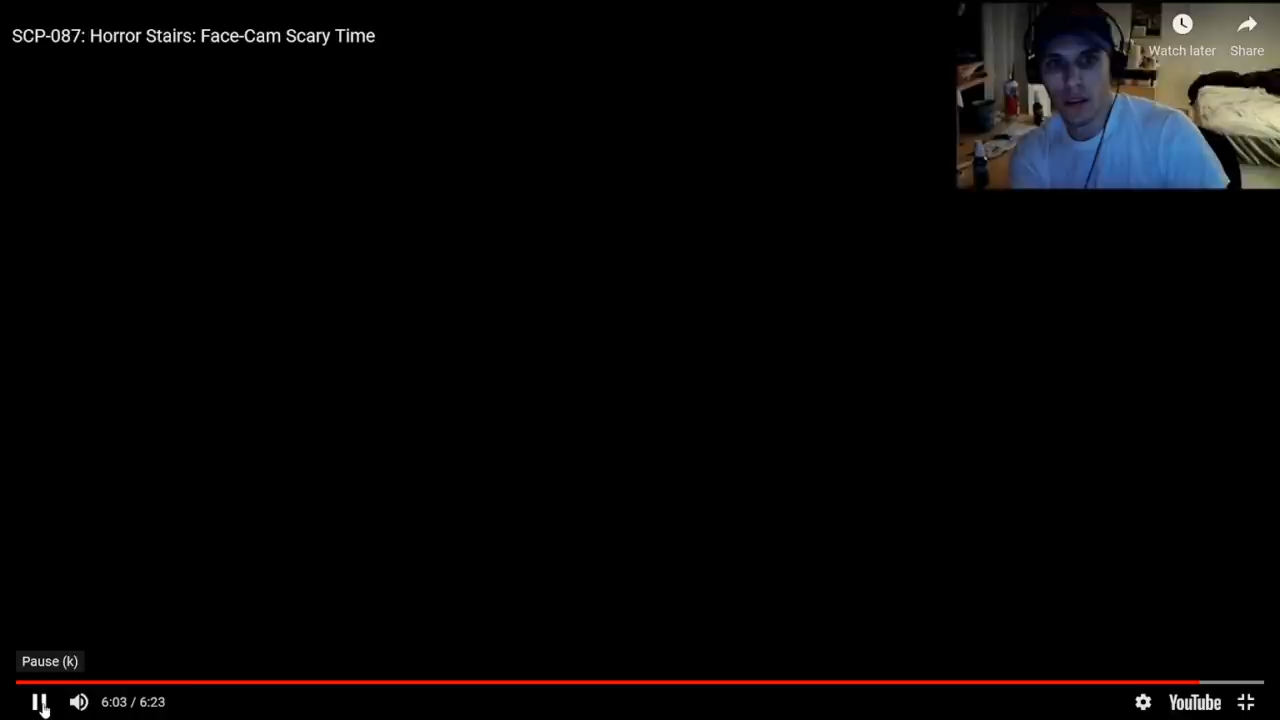 SCP-087: Horror Stairs: Face-Cam Scary Time
Watch later
Share
Pause (k)
6:03 / 6:23
YouTube